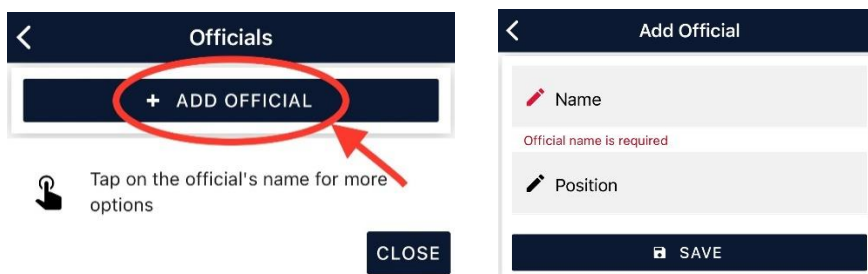 Officials
+ ADD OFFICIAL
Tap on the official's name for more
options
CLOSE
Add Official
Name
Official name is required
Position
SAVE